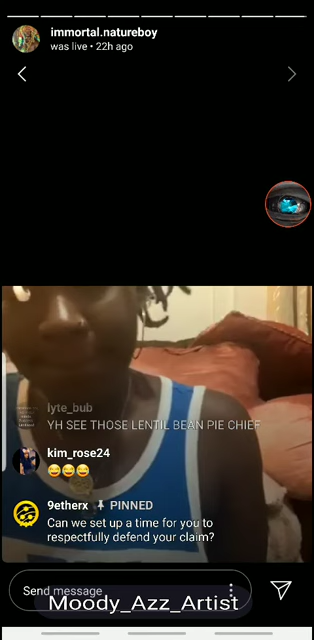 immortal.natureboy
was live • 22h ago
lyte_bub
YH SEE THOSE LENTIL BEAN PIE CHIEF
kim_rose24
😂😂😂
9etherx PINNED
Can we set up a time for you to
respectfully defend your claim?
Send message
Moody_Azz_Artist